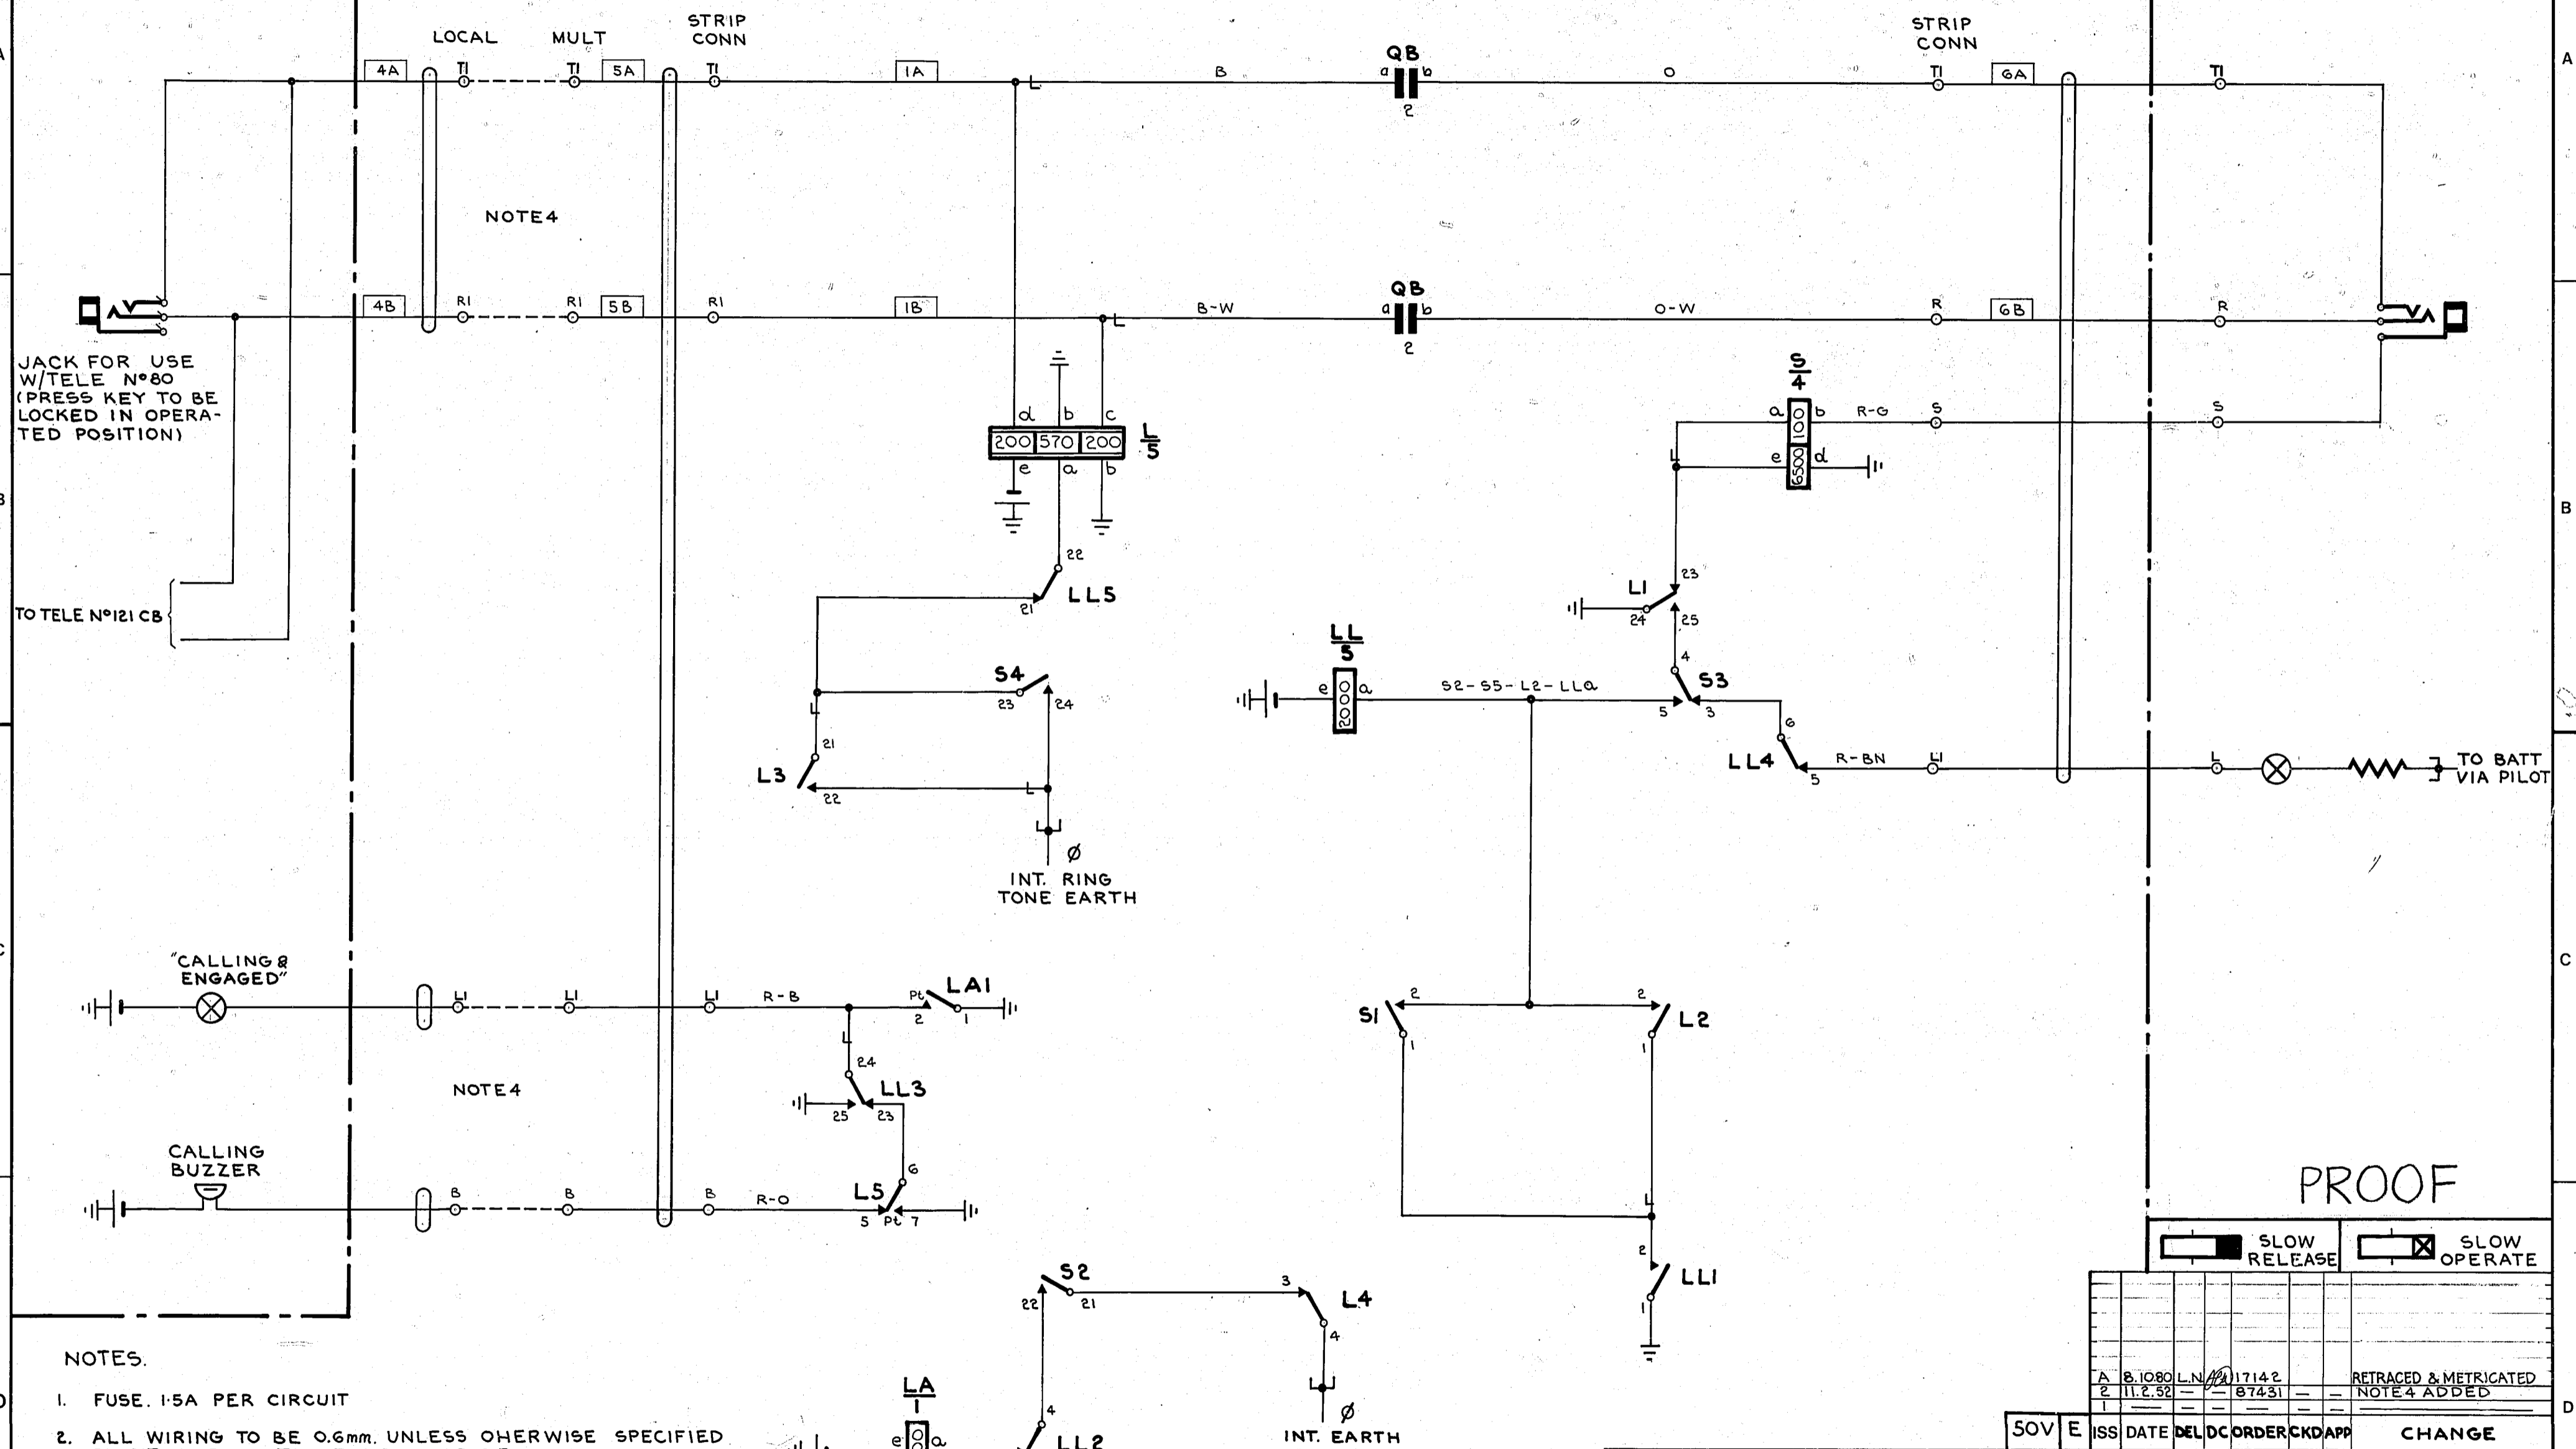 LOCAL
MULT
STRIP
CONN
STRIP
CONN
A
4A
T1
T1
5A
T1
1A
L
B
QB
a
b
2
O
T1
6A
T1
A
NOTE4
4B
R1
R1
5B
R1
1B
L
B-W
QB
a
b
2
O-W
R
6B
R
JACK FOR USE
W/TELE Nº80
(PRESS KEY TO BE
LOCKED IN OPERA-
TED POSITION)
d
b
c
200
570
200
L
5
e
a
b
S
4
a
100
b
R-G
S
S
L
e
6500
d
B
B
22
LL5
21
23
L1
24
25
TO TELE Nº121 CB
LL
5
e
2000
a
S2-S5-L2-LLa
4
S3
5
3
S4
23
24
L
21
L3
22
L
6
LL4
5
R-BN
L1
L
TO BATT
VIA PILOT
Ø
INT. RING
TONE EARTH
C
C
"CALLING &
ENGAGED"
L1
L1
L1
R-B
Pt
LA1
2
1
L
24
LL3
25
23
NOTE4
S1
2
2
L2
1
1
CALLING
BUZZER
B
B
B
R-O
L5
6
5
Pt
7
L
2
LL1
1
PROOF
SLOW
RELEASE
SLOW
OPERATE
S2
22
21
3
L4
4
Ø
INT. EARTH
NOTES.
1. FUSE. 1·5A PER CIRCUIT
2. ALL WIRING TO BE 0.6mm. UNLESS OHERWISE SPECIFIED
LA
1
e
a
4
LL2
D
D
A 8.10.80 L.N 17142 RETRACED & METRICATED
2 11.2.52 — — 87431 — — NOTE 4 ADDED
1 — — — — — —
50V E ISS DATE DEL DC ORDER CKD APP CHANGE